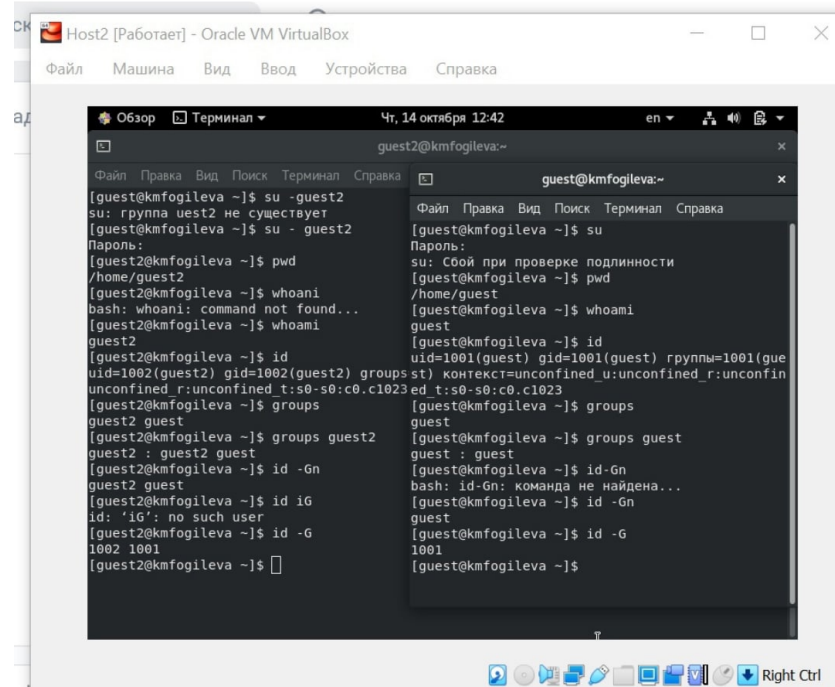 ск
Host2 [Работает] - Oracle VM VirtualBox
Файл Машина Вид Ввод Устройства Справка
ад
Обзор Терминал Чт, 14 октября 12:42 en
guest2@kmfogileva:~
Файл Правка Вид Поиск Терминал Справка
[guest@kmfogileva ~]$ su -guest2
su: группа uest2 не существует
[guest@kmfogileva ~]$ su - guest2
Пароль:
[guest2@kmfogileva ~]$ pwd
/home/guest2
[guest2@kmfogileva ~]$ whoani
bash: whoani: command not found...
[guest2@kmfogileva ~]$ whoami
guest2
[guest2@kmfogileva ~]$ id
uid=1002(guest2) gid=1002(guest2) groups
unconfined_r:unconfined_t:s0-s0:c0.c1023
[guest2@kmfogileva ~]$ groups
guest2 guest
[guest2@kmfogileva ~]$ groups guest2
guest2 : guest2 guest
[guest2@kmfogileva ~]$ id -Gn
guest2 guest
[guest2@kmfogileva ~]$ id iG
id: ‘iG’: no such user
[guest2@kmfogileva ~]$ id -G
1002 1001
[guest2@kmfogileva ~]$
guest@kmfogileva:~
Файл Правка Вид Поиск Терминал Справка
[guest@kmfogileva ~]$ su
Пароль:
su: Сбой при проверке подлинности
[guest@kmfogileva ~]$ pwd
/home/guest
[guest@kmfogileva ~]$ whoami
guest
[guest@kmfogileva ~]$ id
uid=1001(guest) gid=1001(guest) группы=1001(gue
st) контекст=unconfined_u:unconfined_r:unconfin
ed_t:s0-s0:c0.c1023
[guest@kmfogileva ~]$ groups
guest
[guest@kmfogileva ~]$ groups guest
guest : guest
[guest@kmfogileva ~]$ id-Gn
bash: id-Gn: команда не найдена...
[guest@kmfogileva ~]$ id -Gn
guest
[guest@kmfogileva ~]$ id -G
1001
[guest@kmfogileva ~]$
Right Ctrl